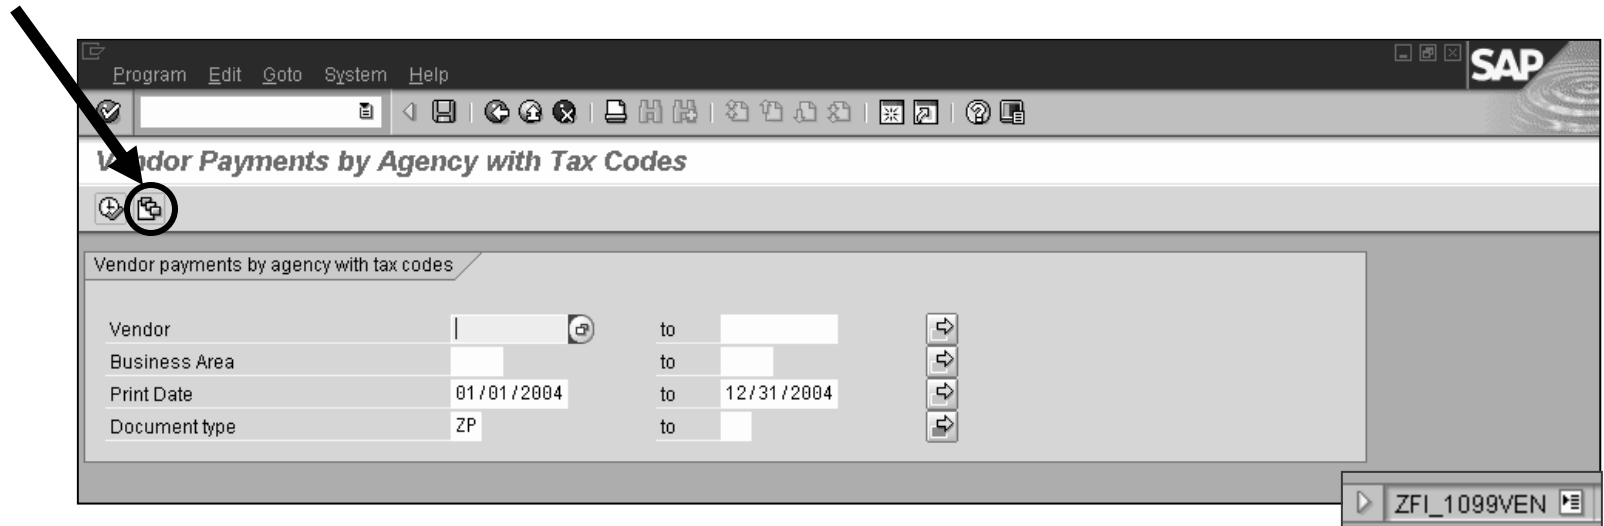 Program Edit Goto System Help
SAP
Vendor Payments by Agency with Tax Codes
Vendor payments by agency with tax codes
Vendor to
Business Area to
Print Date 01/01/2004 to 12/31/2004
Document type ZP to
ZFI_1099VEN